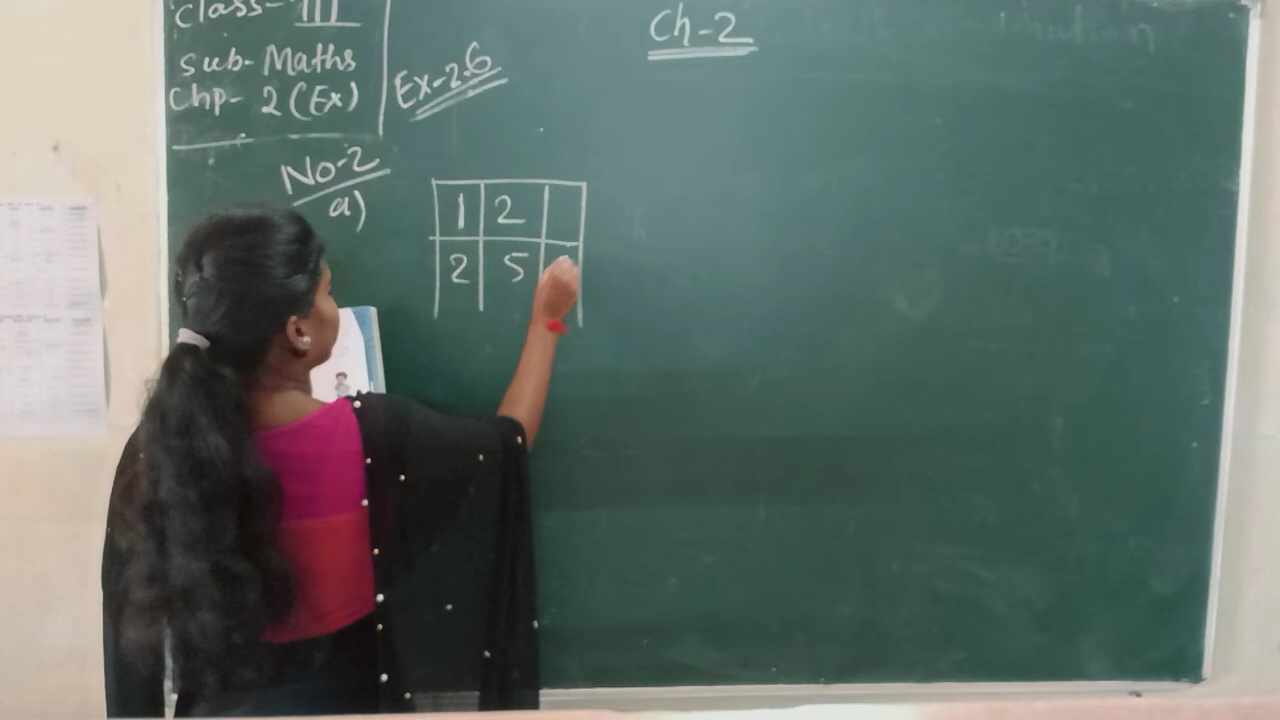 Class- III
Sub- Maths
Chp- 2 (Ex)
Ch-2
Ex-2.6
No-2
a)
1 2
2 5